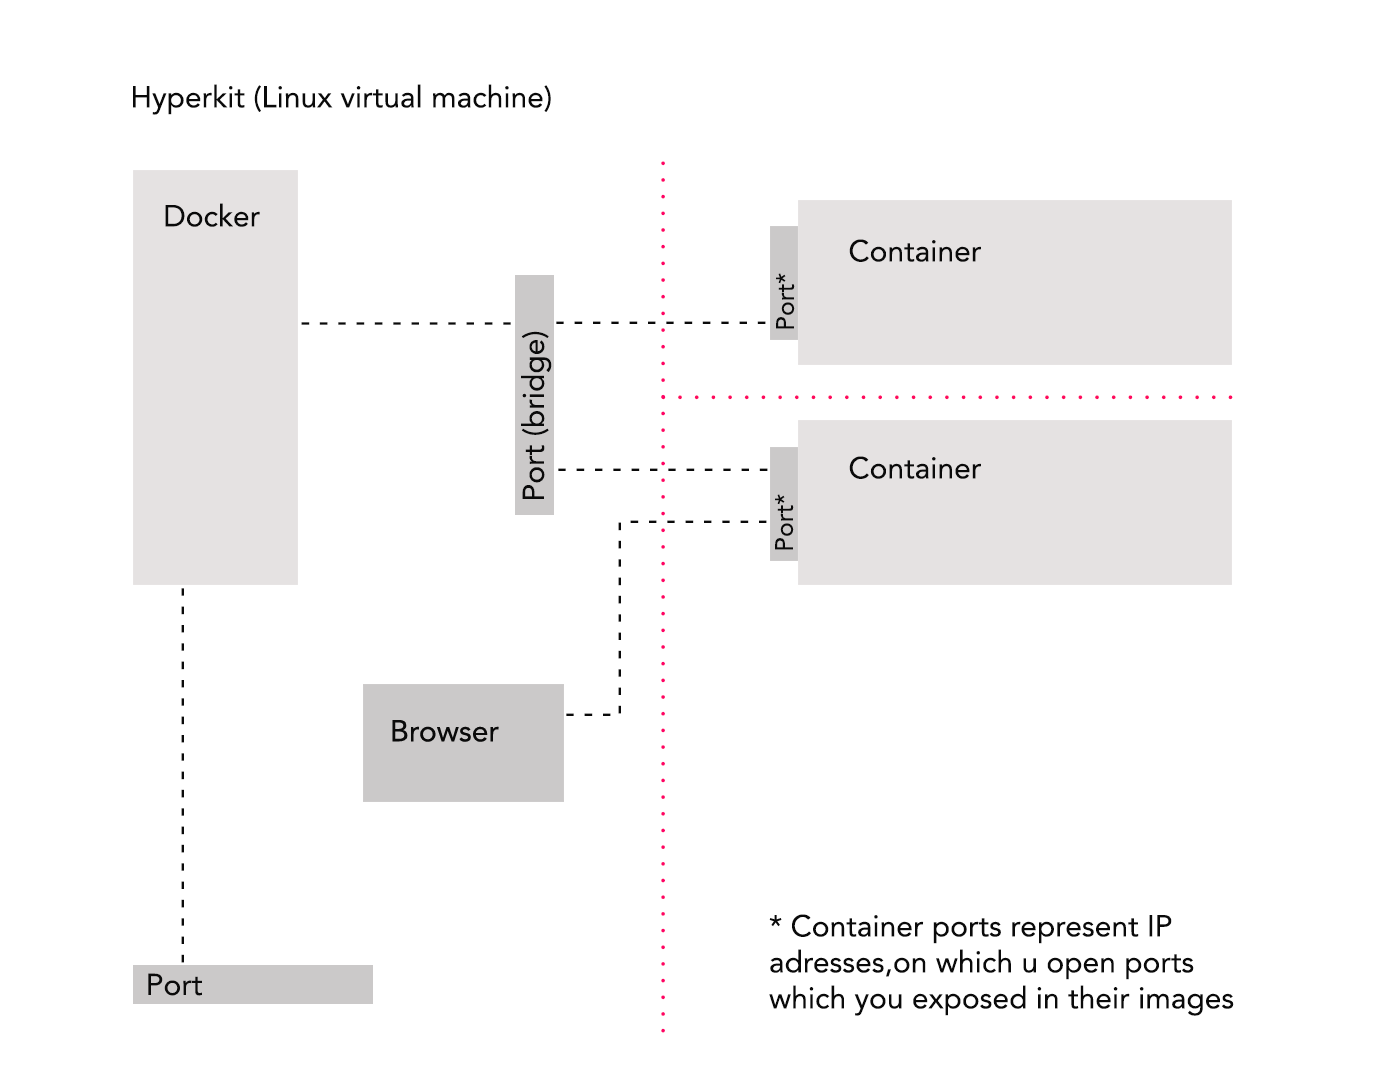 Hyperkit (Linux virtual machine)
Docker
Port (bridge)
Port*
Container
Port*
Container
Browser
Port
* Container ports represent IP
adresses,on which u open ports
which you exposed in their images